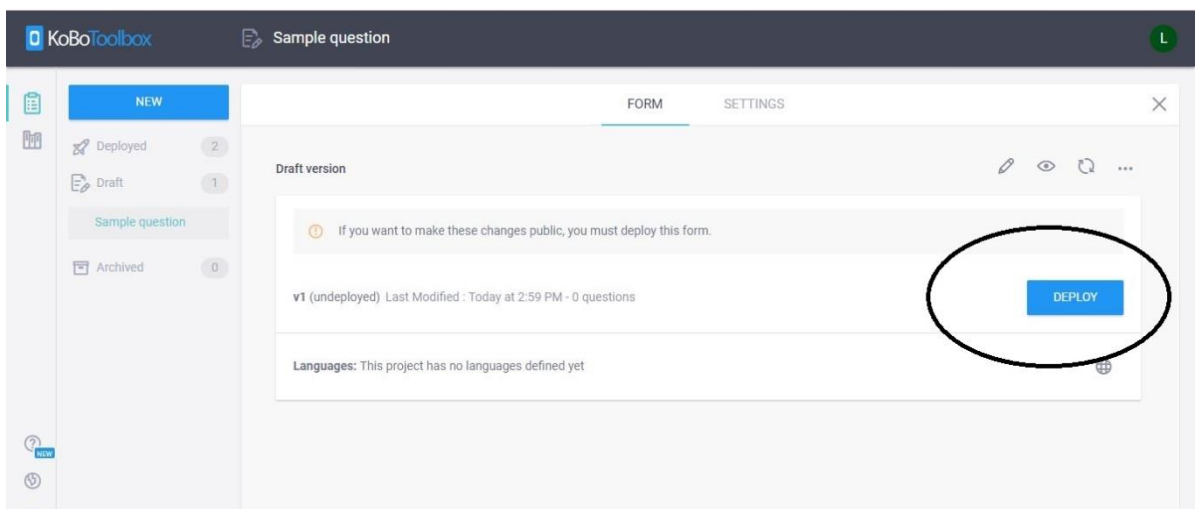 KoBoToolbox
Sample question
L
NEW
FORM
SETTINGS
Deployed 2
Draft 1
Sample question
Archived 0
Draft version
If you want to make these changes public, you must deploy this form.
v1 (undeployed) Last Modified : Today at 2:59 PM - 0 questions
DEPLOY
Languages: This project has no languages defined yet
NEW